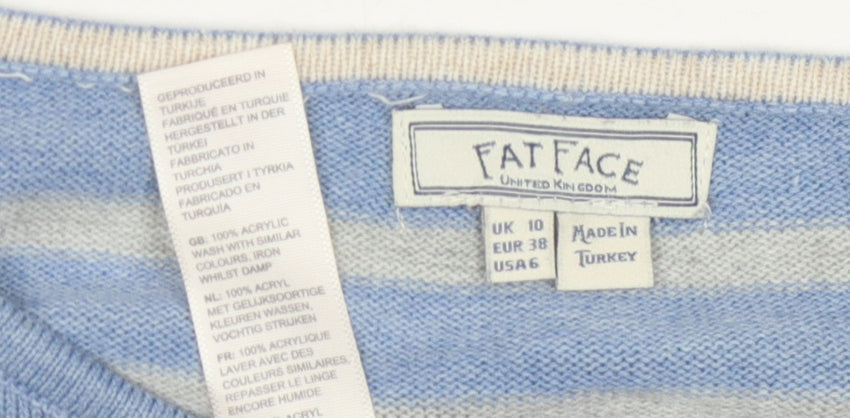 GEPRODUCEERD IN
TURKIJE
FABRIQUÉ EN TURQUIE
HERGESTELLT IN DER
TÜRKEI
FABBRICATO IN
TURCHIA
PRODUSERT I TYRKIA
FABRICADO EN
TURQUÍA
GB: 100% ACRYLIC
WASH WITH SIMILAR
COLOURS, IRON
WHILST DAMP
NL: 100% ACRYL
MET GELIJKSOORTIGE
KLEUREN WASSEN,
VOCHTIG STRIJKEN
FR: 100% ACRYLIQUE
LAVER AVEC DES
COULEURS SIMILAIRES,
REPASSER LE LINGE
ENCORE HUMIDE
ACRYL
FAT FACE
UNITED KINGDOM
UK 10
EUR 38
USA 6
MADE IN
TURKEY